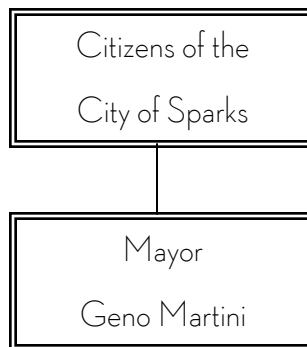 Citizens of the
City of Sparks
Mayor
Geno Martini